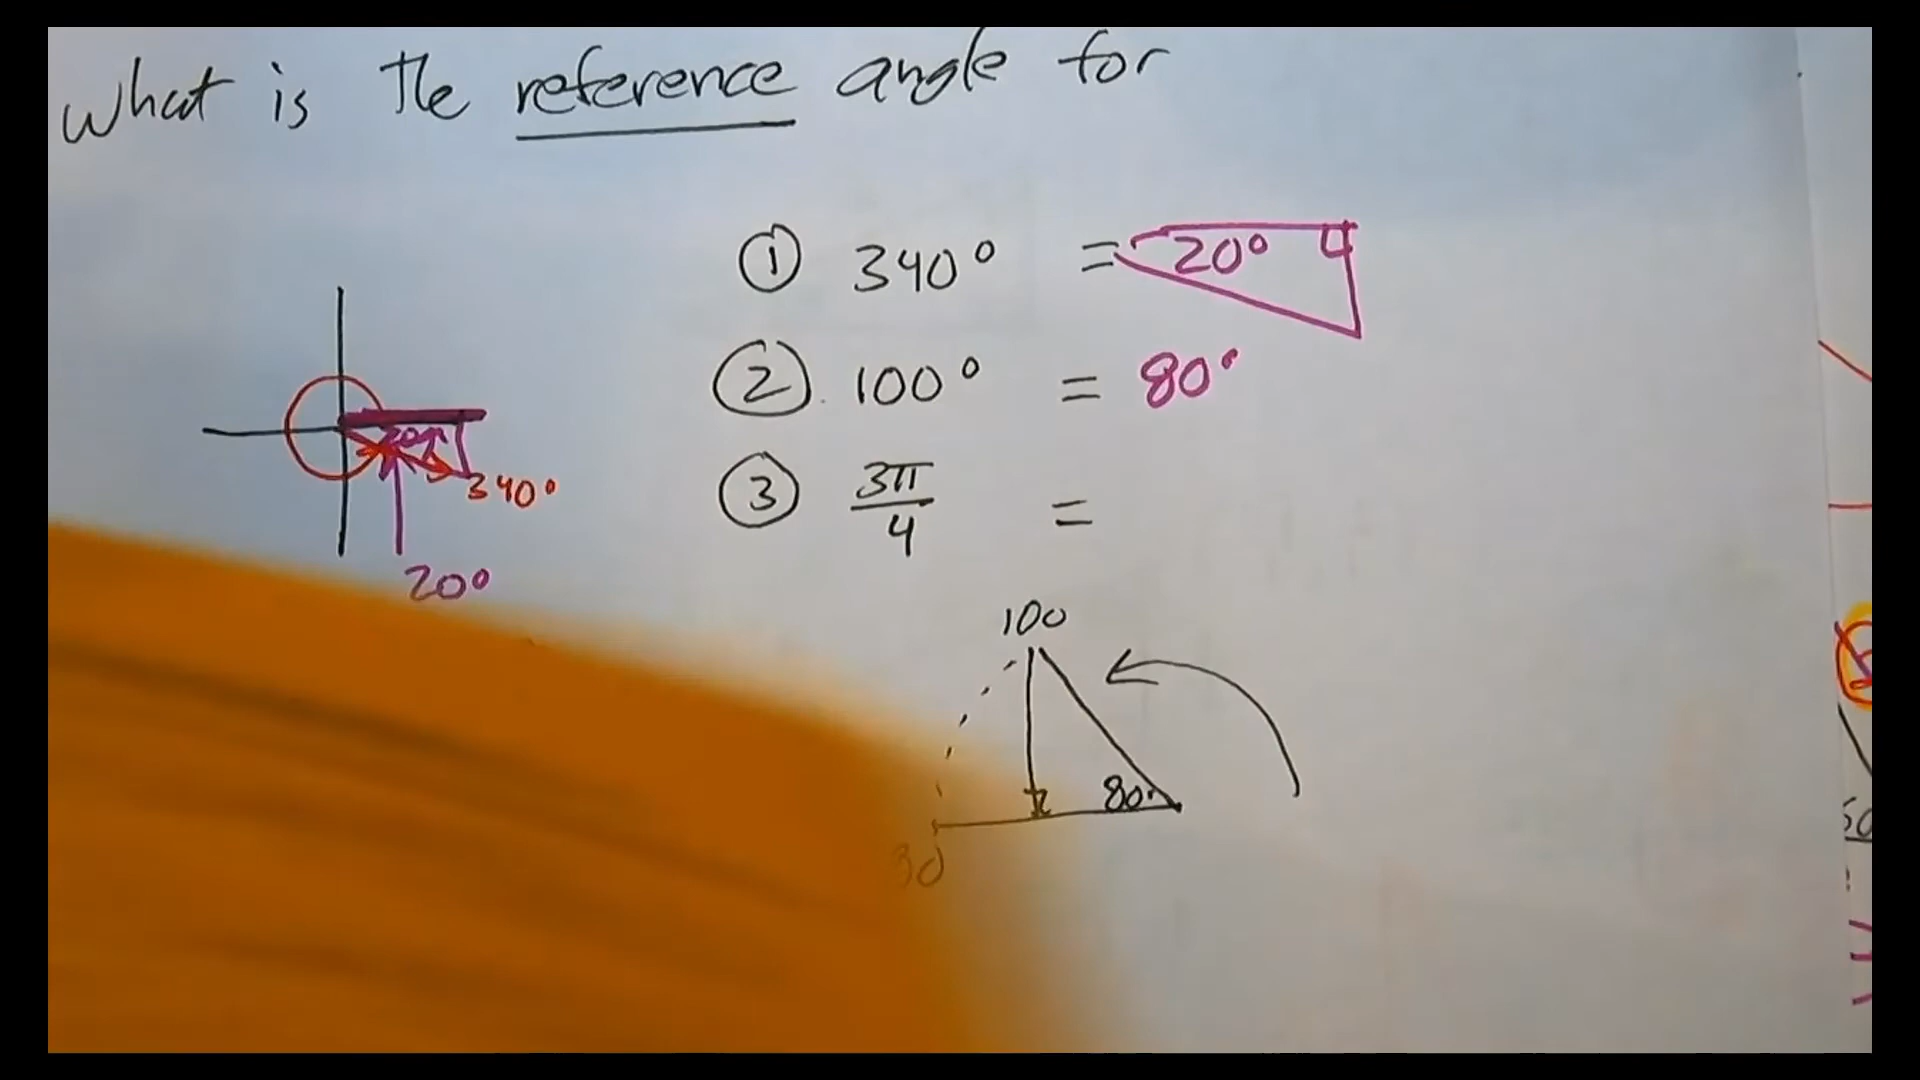 What is the reference angle for
① 340° = 20°
② 100° = 80°
③ 3π/4 =
340°
20°
100
80°